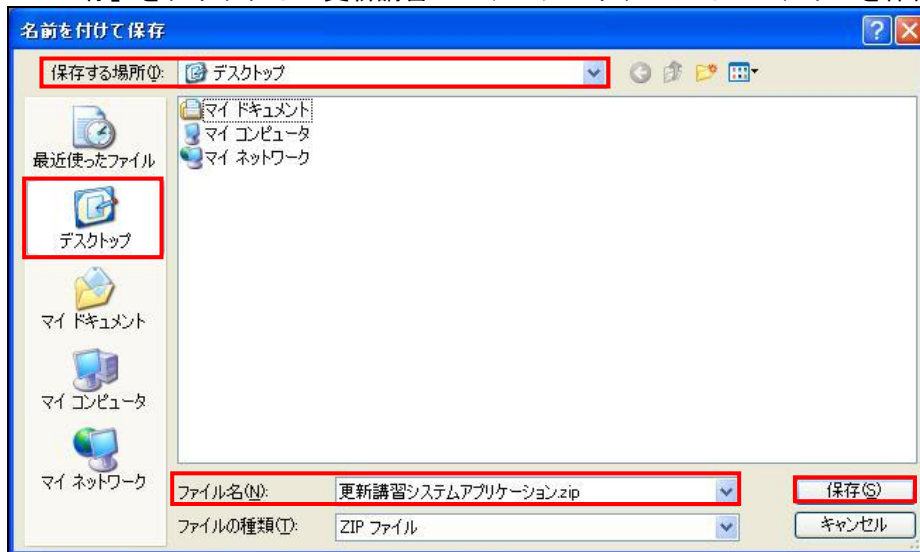 名前を付けて保存
保存する場所(I):
デスクトップ
マイ ドキュメント
マイ コンピュータ
マイ ネットワーク
最近使ったファイル
デスクトップ
マイ ドキュメント
マイ コンピュータ
マイ ネットワーク
ファイル名(N):
更新講習システムアプリケーション.zip
保存(S)
ファイルの種類(T):
ZIP ファイル
キャンセル